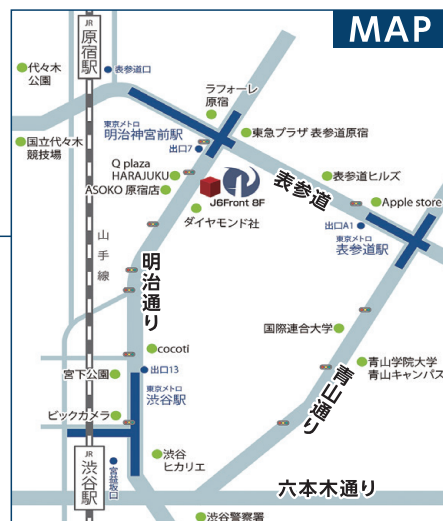 MAP
JR
原宿駅
代々木
公園
表参道口
ラフォーレ
原宿
国立代々木
競技場
東京メトロ
明治神宮前駅
出口7
東急プラザ 表参道原宿
Q plaza
HARAJUKU
ASOKO 原宿店
J6Front 8F
表参道
表参道ヒルズ
Apple store
ダイヤモンド社
出口A1
東京メトロ
表参道駅
山手線
明治通り
国際連合大学
cocoti
青山学院大学
青山キャンパス
宮下公園
出口13
東京メトロ
渋谷駅
青山通り
ビックカメラ
JR
渋谷駅
宮益坂口
渋谷
ヒカリエ
六本木通り
渋谷警察署